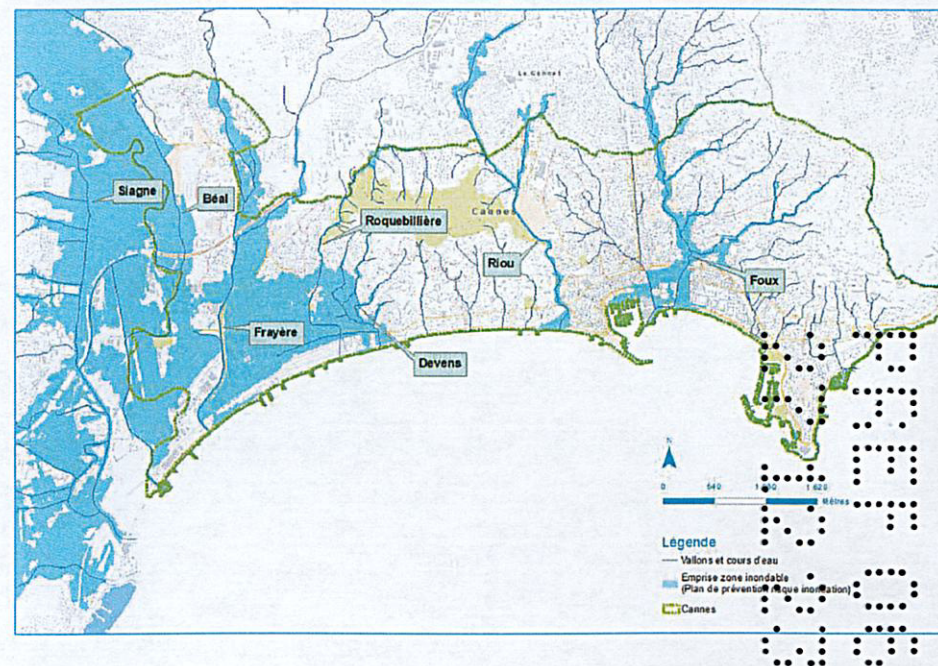 Le Cannet
Siagne
Béal
Cannes
Roquebillière
Riou
Foux
Frayère
Devens
N
0 540 1 620
Mètres
Légende
Vallons et cours d'eau
Emprise zone inondable
(Plan de prévention risque inondation)
Cannes